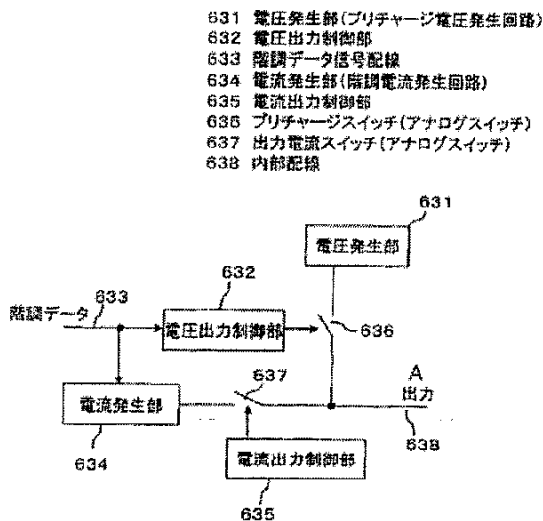 631 電圧発生部(プリチャージ電圧発生回路)
632 電圧出力制御部
633 階調データ信号配線
634 電流発生部(階調電流発生回路)
635 電流出力制御部
636 プリチャージスイッチ(アナログスイッチ)
637 出力電流スイッチ(アナログスイッチ)
638 内部配線
631
電圧発生部
632
階調データ
633
電圧出力制御部
636
637
A
出力
電流発生部
634
638
電流出力制御部
635